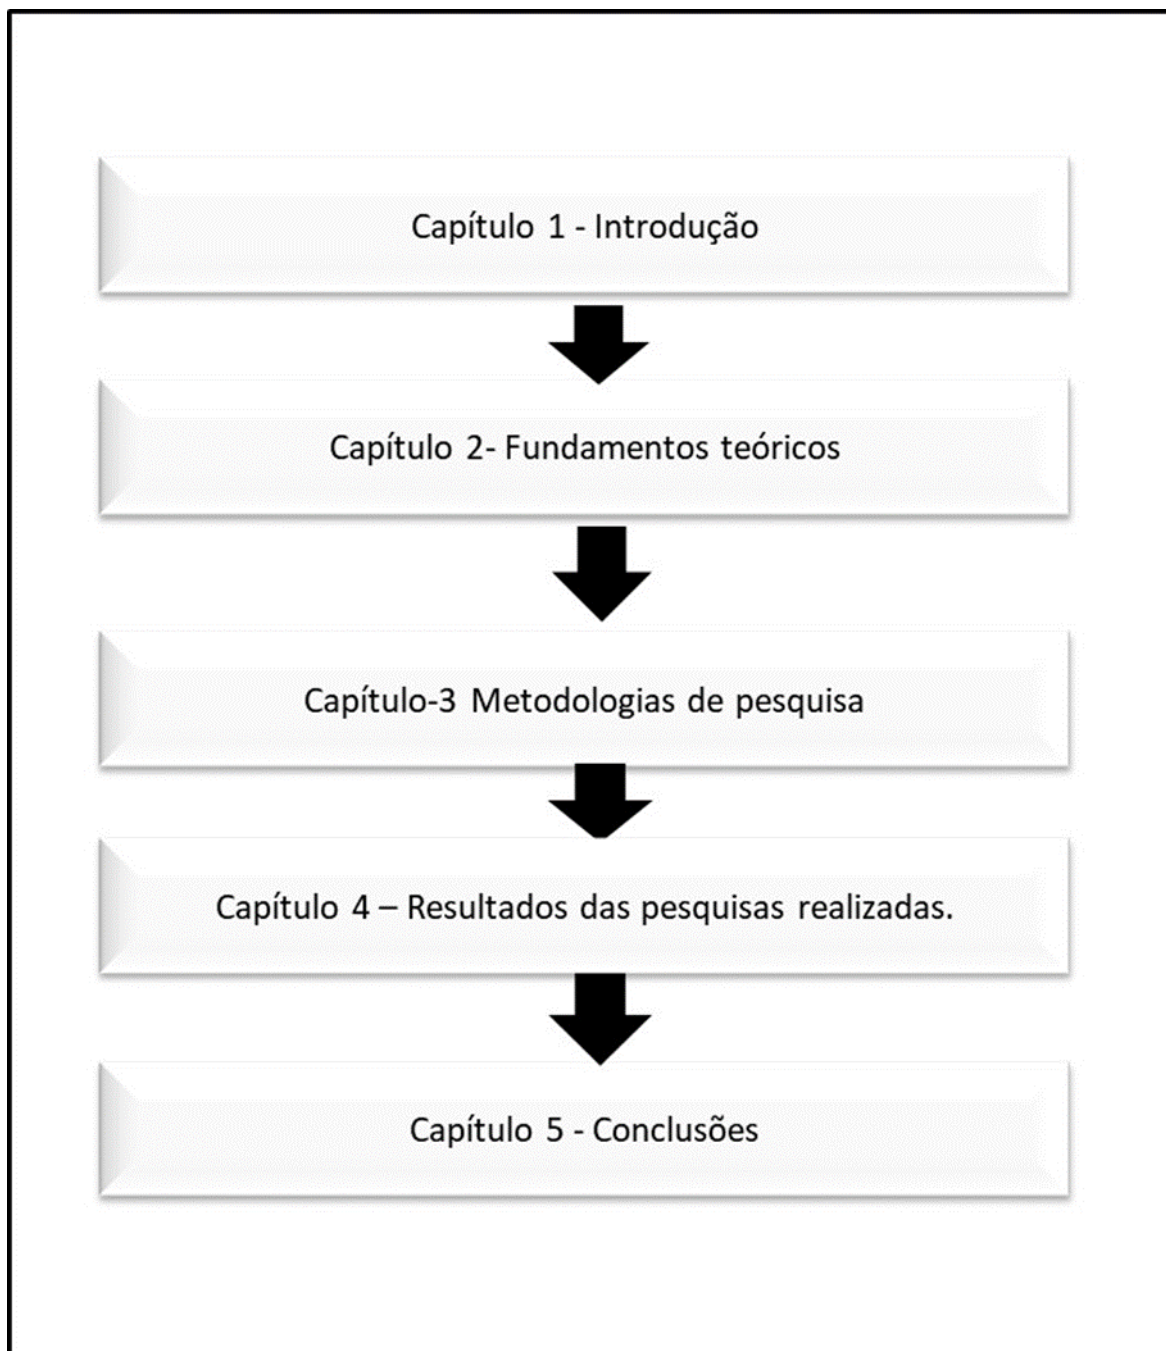 Capítulo 1 - Introdução
Capítulo 2- Fundamentos teóricos
Capítulo-3 Metodologias de pesquisa
Capítulo 4 – Resultados das pesquisas realizadas.
Capítulo 5 - Conclusões